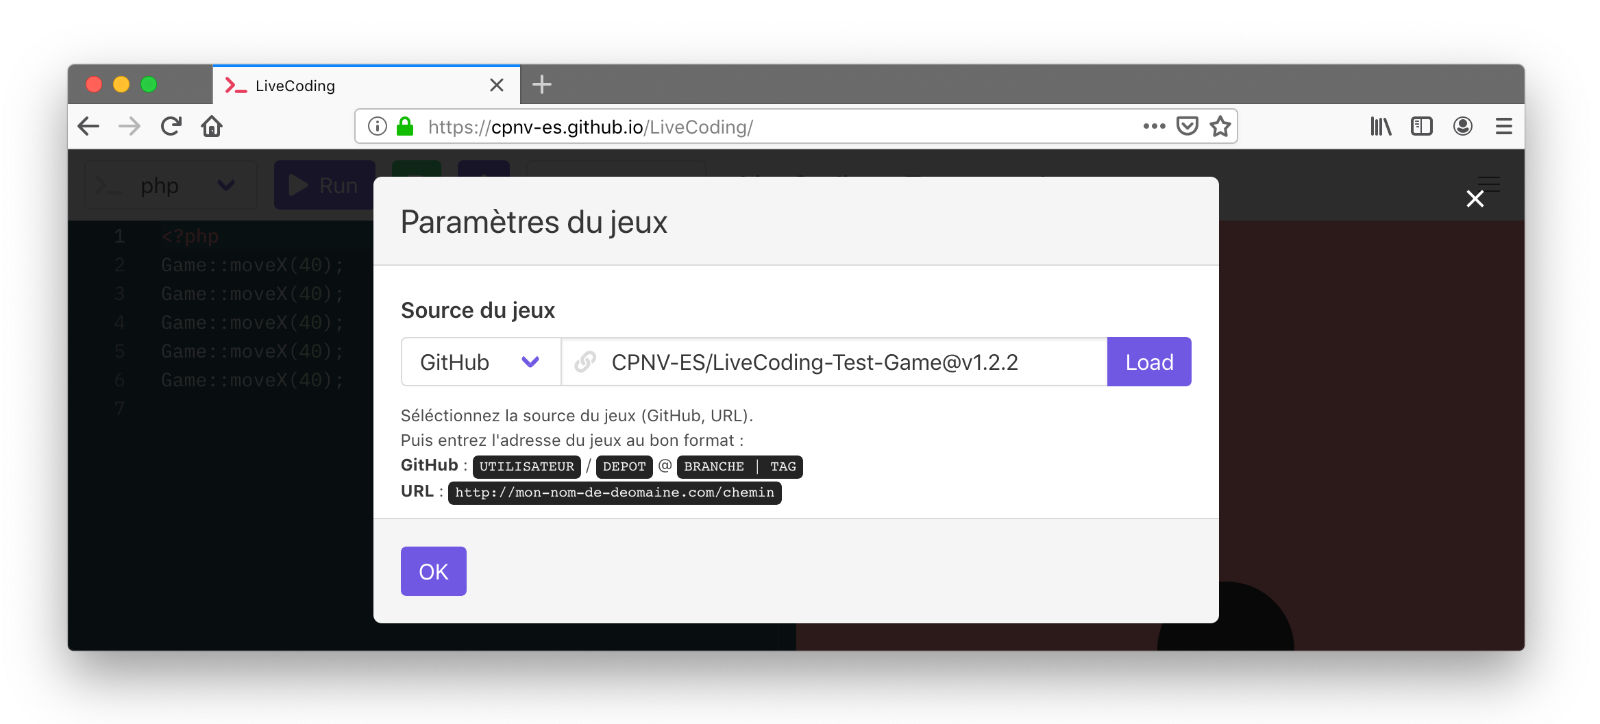 LiveCoding
https://cpnv-es.github.io/LiveCoding/
php
Run
1 <?php
2 Game::moveX(40);
3 Game::moveX(40);
4 Game::moveX(40);
5 Game::moveX(40);
6 Game::moveX(40);
7
Paramètres du jeux
Source du jeux
GitHub
CPNV-ES/LiveCoding-Test-Game@v1.2.2
Load
Séléctionnez la source du jeux (GitHub, URL).
Puis entrez l'adresse du jeux au bon format :
GitHub : UTILISATEUR / DEPOT @ BRANCHE | TAG
URL : http://mon-nom-de-deomaine.com/chemin
OK